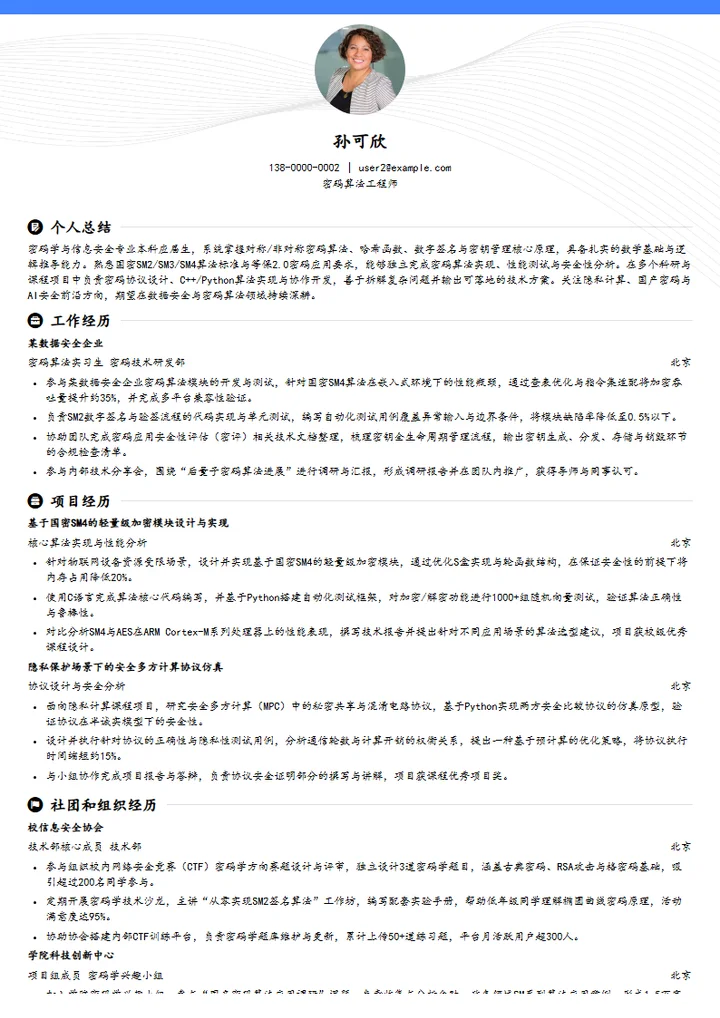 孙可欣
138-0000-0002 | user2@example.com
密码算法工程师
个人总结
密码学与信息安全专业本科应届生，系统掌握对称/非对称密码算法、哈希函数、数字签名与密钥管理核心原理，具备扎实的数学基础与逻
辑推导能力。熟悉国密SM2/SM3/SM4算法标准与等保2.0密码应用要求，能够独立完成密码算法实现、性能测试与安全性分析。在多个科研与
课程项目中负责密码协议设计、C++/Python算法实现与协作开发，善于拆解复杂问题并输出可落地的技术方案。关注隐私计算、国产密码与
AI安全前沿方向，期望在数据安全与密码算法领域持续深耕。
工作经历
某数据安全企业
密码算法实习生 密码技术研发部 北京
• 参与某数据安全企业密码算法模块的开发与测试，针对国密SM4算法在嵌入式环境下的性能瓶颈，通过查表优化与指令集适配将加密吞
吐量提升约35%，并完成多平台兼容性验证。
• 负责SM2数字签名与验签流程的代码实现与单元测试，编写自动化测试用例覆盖异常输入与边界条件，将模块缺陷率降低至0.5%以下。
• 协助团队完成密码应用安全性评估（密评）相关技术文档整理，梳理密钥全生命周期管理流程，输出密钥生成、分发、存储与销毁环节
的合规检查清单。
• 参与内部技术分享会，围绕“后量子密码算法进展”进行调研与汇报，形成调研报告并在团队内推广，获得导师与同事认可。
项目经历
基于国密SM4的轻量级加密模块设计与实现
核心算法实现与性能分析 北京
• 针对物联网设备资源受限场景，设计并实现基于国密SM4的轻量级加密模块，通过优化S盒实现与轮函数结构，在保证安全性的前提下将
内存占用降低20%。
• 使用C语言完成算法核心代码编写，并基于Python搭建自动化测试框架，对加密/解密功能进行1000+组随机向量测试，验证算法正确性
与鲁棒性。
• 对比分析SM4与AES在ARM Cortex-M系列处理器上的性能表现，撰写技术报告并提出针对不同应用场景的算法选型建议，项目获校级优秀
课程设计。
隐私保护场景下的安全多方计算协议仿真
协议设计与安全分析 北京
• 面向隐私计算课程项目，研究安全多方计算（MPC）中的秘密共享与混淆电路协议，基于Python实现两方安全比较协议的仿真原型，验
证协议在半诚实模型下的安全性。
• 设计并执行针对协议的正确性与隐私性测试用例，分析通信轮数与计算开销的权衡关系，提出一种基于预计算的优化策略，将协议执行
时间缩短约15%。
• 与小组协作完成项目报告与答辩，负责协议安全证明部分的撰写与讲解，项目获课程优秀项目奖。
社团和组织经历
校信息安全协会
技术部核心成员 技术部 北京
• 参与组织校内网络安全竞赛（CTF）密码学方向赛题设计与评审，独立设计3道密码学题目，涵盖古典密码、RSA攻击与格密码基础，吸
引超过200名同学参与。
• 定期开展密码学技术沙龙，主讲“从零实现SM2签名算法”工作坊，编写配套实验手册，帮助低年级同学理解椭圆曲线密码原理，活动
满意度达95%。
• 协助协会搭建内部CTF训练平台，负责密码学题库维护与更新，累计上传50+道练习题，平台月活跃用户超300人。
学院科技创新中心
项目组成员 密码学兴趣小组 北京